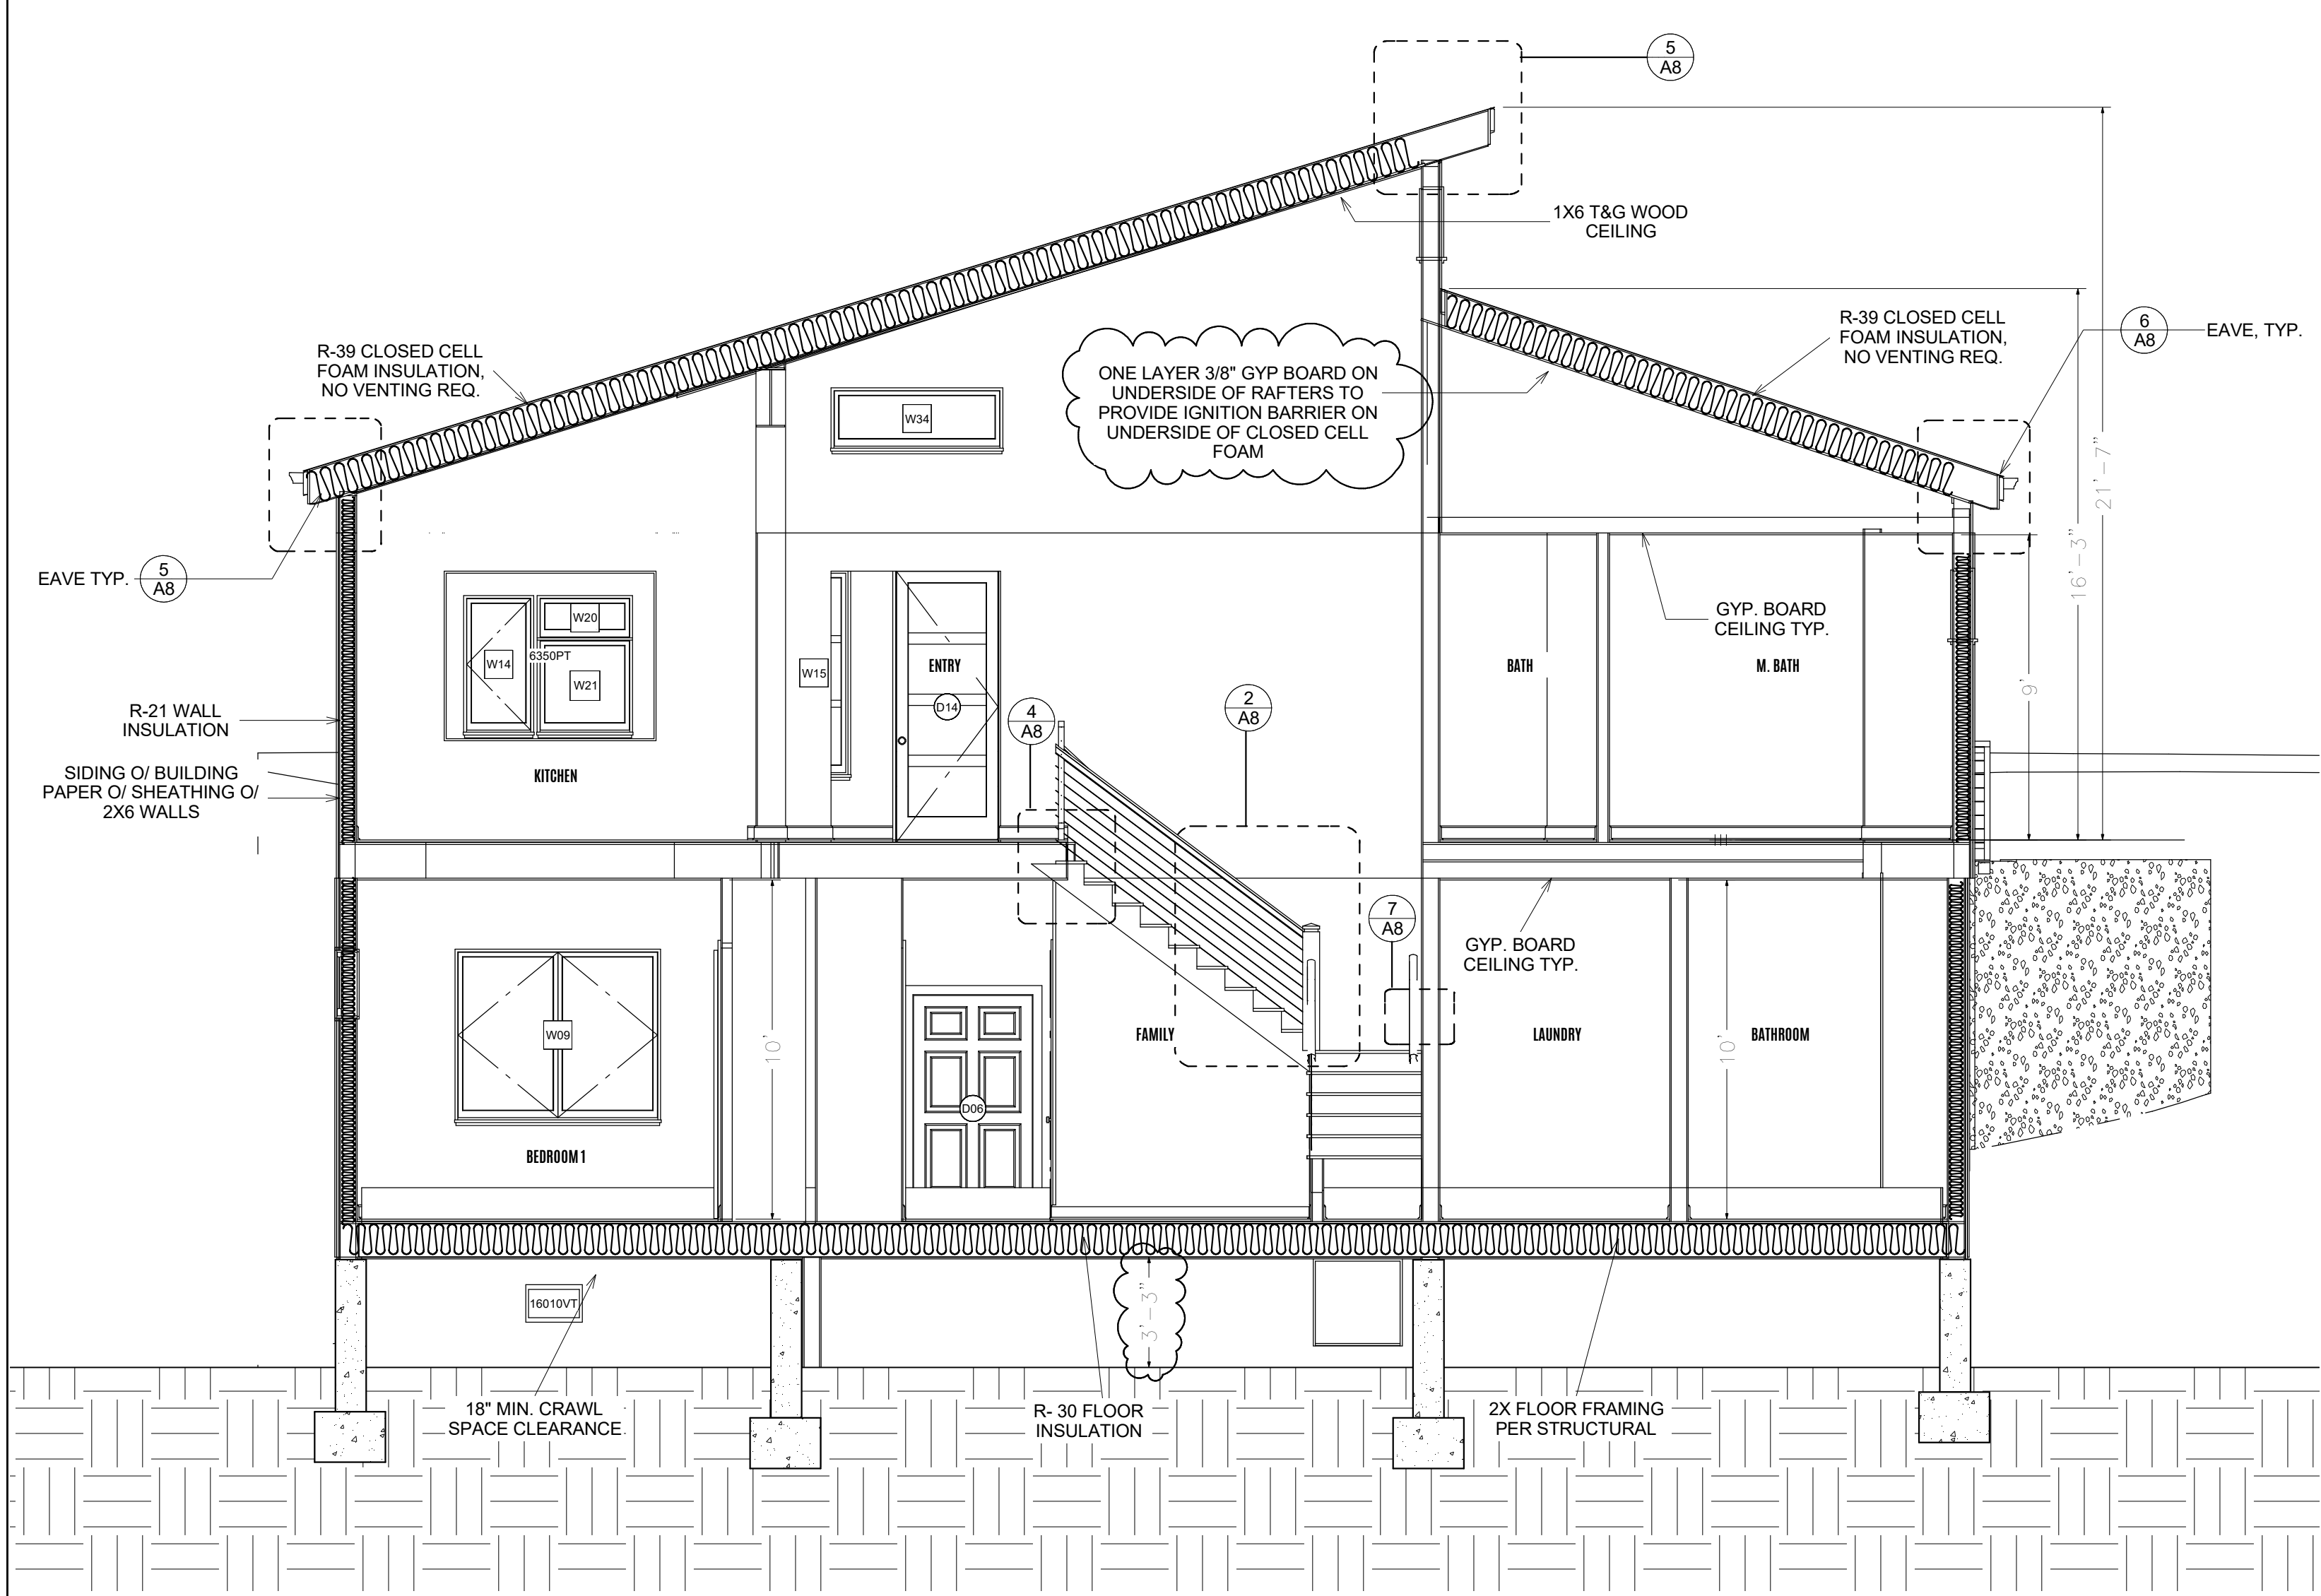 5
A8
1X6 T&G WOOD
CEILING
R-39 CLOSED CELL
FOAM INSULATION,
NO VENTING REQ.
6
A8
EAVE, TYP.
R-39 CLOSED CELL
FOAM INSULATION,
NO VENTING REQ.
ONE LAYER 3/8" GYP BOARD ON
UNDERSIDE OF RAFTERS TO
PROVIDE IGNITION BARRIER ON
UNDERSIDE OF CLOSED CELL
FOAM
W34
21'-7"
16'-3"
9'
EAVE TYP.
5
A8
W20
W14
6350PT
W21
W15
ENTRY
D14
KITCHEN
4
A8
2
A8
BATH
M. BATH
GYP. BOARD
CEILING TYP.
R-21 WALL
INSULATION
SIDING O/ BUILDING
PAPER O/ SHEATHING O/
2X6 WALLS
7
A8
GYP. BOARD
CEILING TYP.
W09
10'
FAMILY
LAUNDRY
10'
BATHROOM
D06
BEDROOM 1
16010VT
3'-3"
18" MIN. CRAWL
SPACE CLEARANCE
R- 30 FLOOR
INSULATION
2X FLOOR FRAMING
PER STRUCTURAL